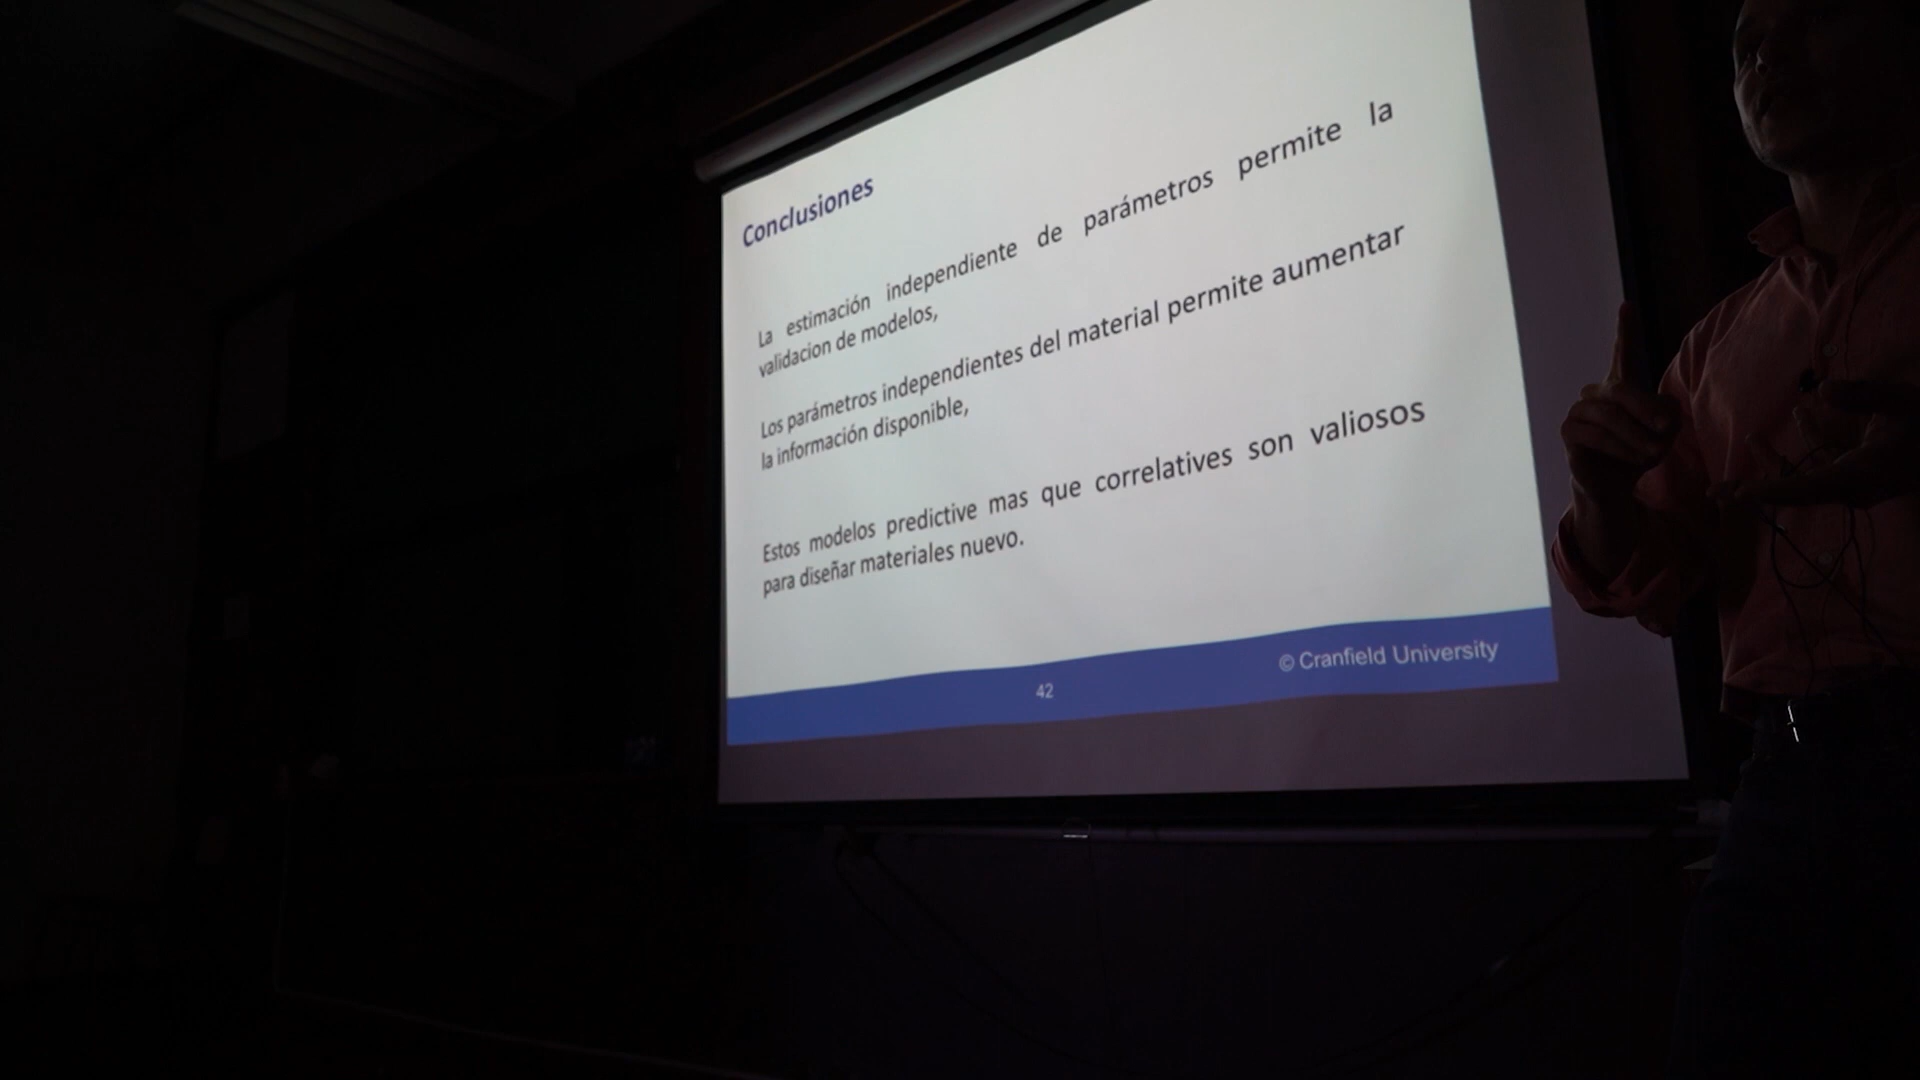 Conclusiones
La estimación independiente de parámetros permite la
validacion de modelos,
Los parámetros independientes del material permite aumentar
la información disponible,
Estos modelos predictive mas que correlatives son valiosos
para diseñar materiales nuevo.
© Cranfield University
42